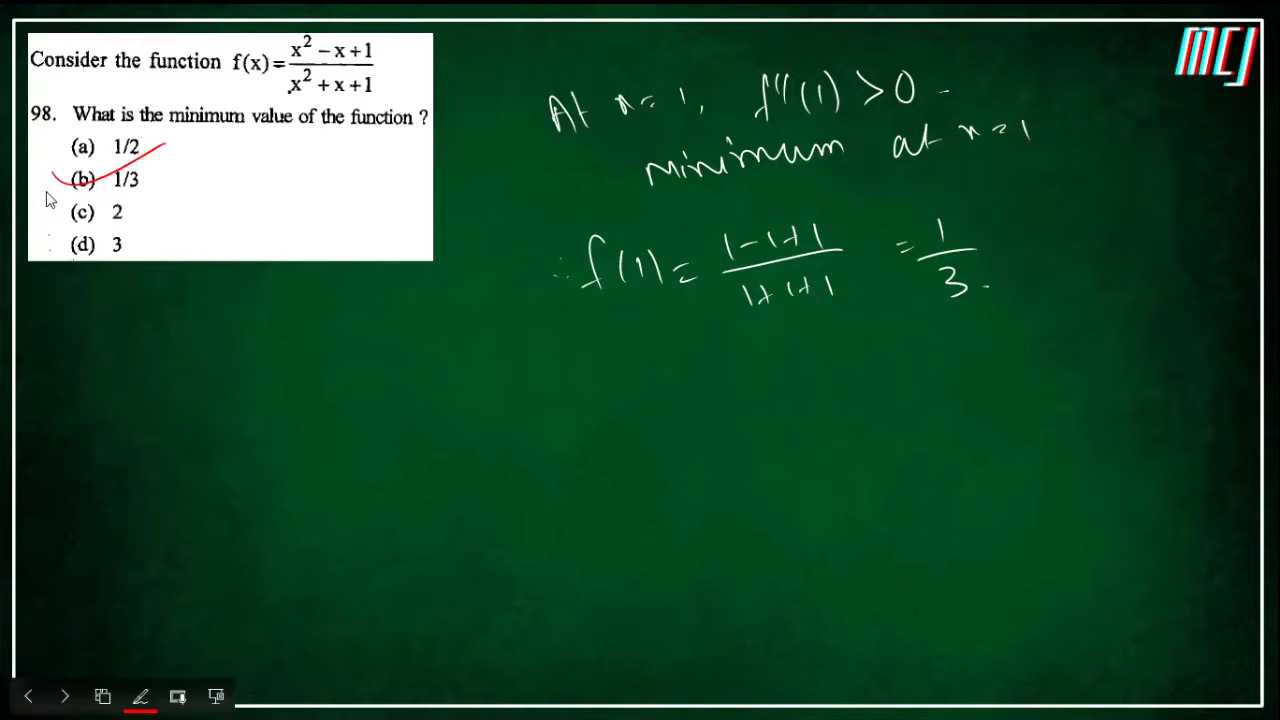 Consider the function f(x)= x² − x + 1 / x² + x + 1
98. What is the minimum value of the function ?
(a) 1/2
(b) 1/3
(c) 2
(d) 3
At x = 1, f''(1) > 0
minimum at x = 1
∴ f(1) = 1-1+1 / 1+1+1 = 1/3.
MCJ